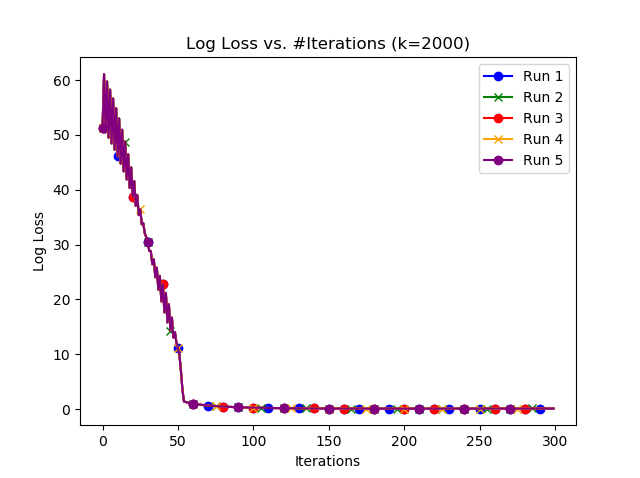 Log Loss vs. #Iterations (k=2000)
Run 1
Run 2
Run 3
Run 4
Run 5
Log Loss
60
50
40
30
20
10
0
0 50 100 150 200 250 300
Iterations